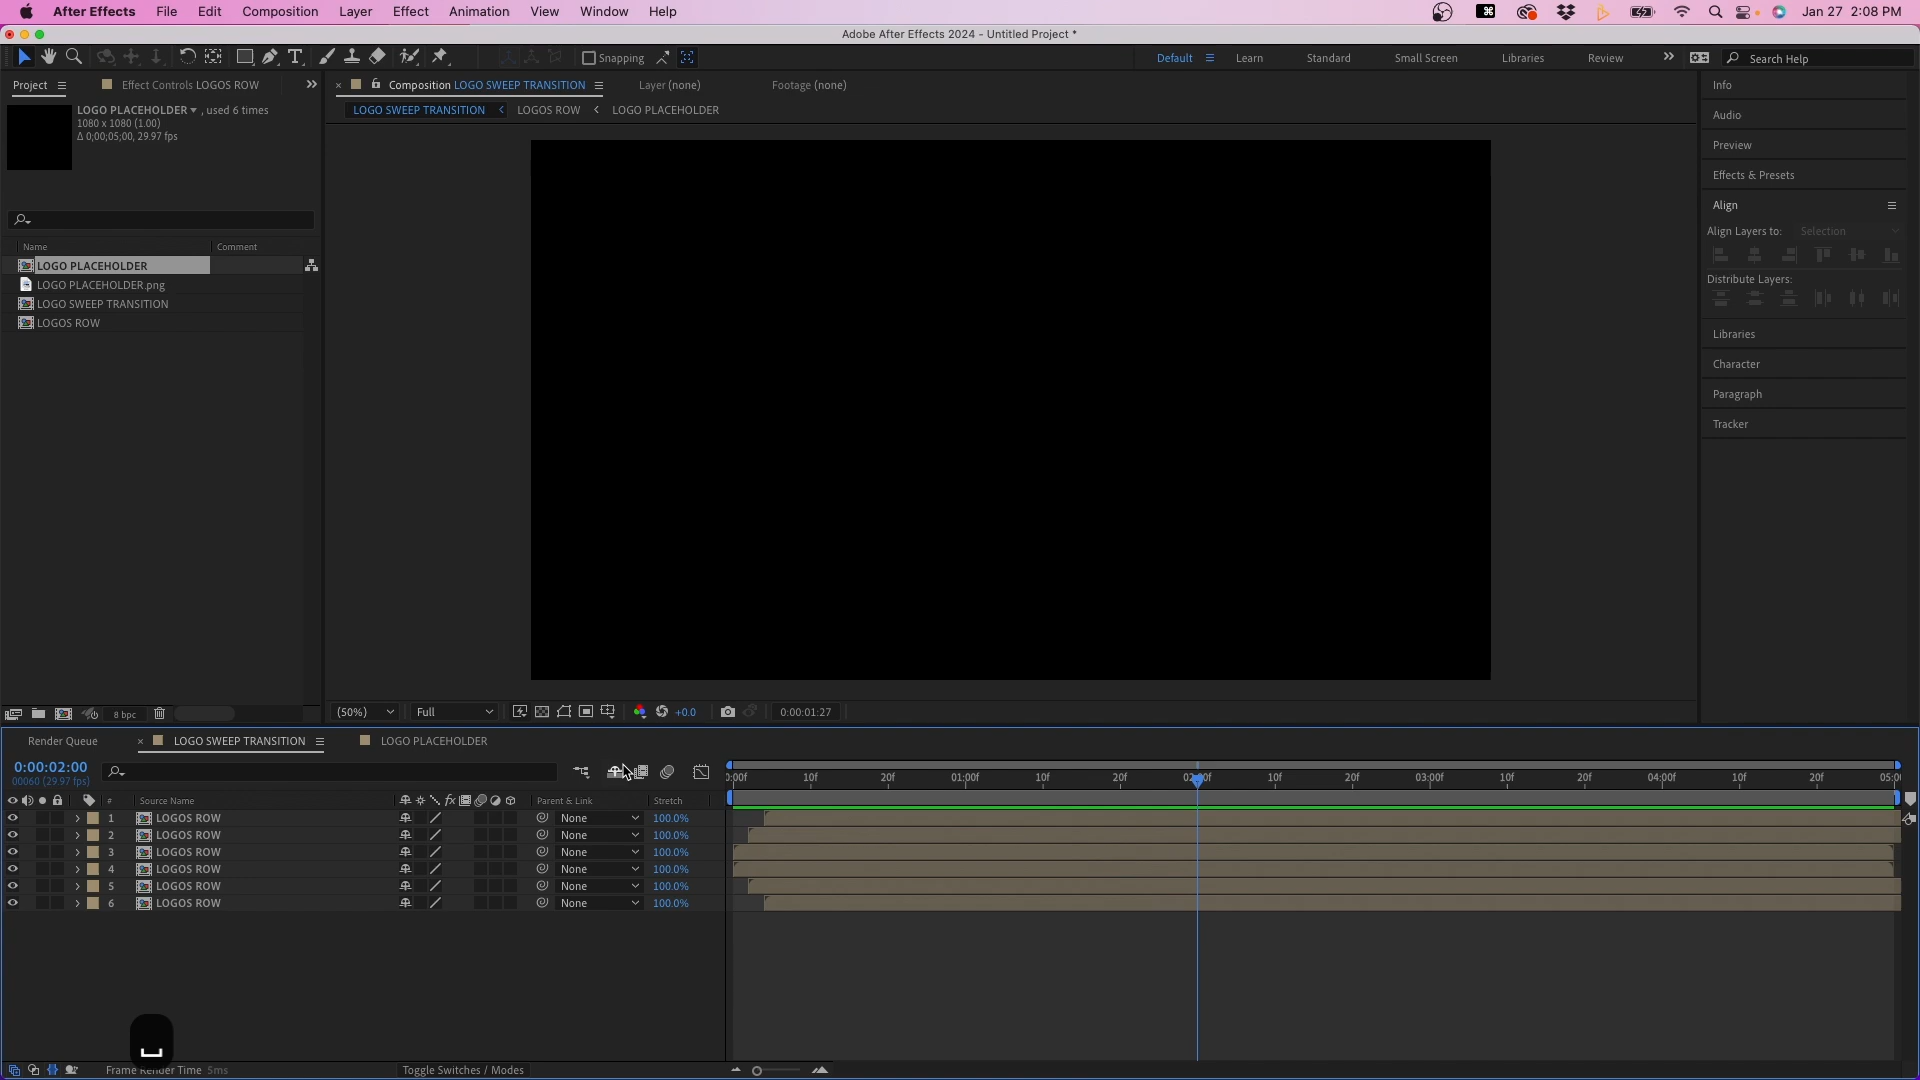 After Effects File Edit Composition Layer Effect Animation View Window Help Jan 27 2:08 PM
Adobe After Effects 2024 - Untitled Project *
Snapping Default Learn Standard Small Screen Libraries Review Search Help
Project Effect Controls LOGOS ROW
LOGO PLACEHOLDER , used 6 times
1080 x 1080 (1.00)
Δ 0;00;05;00, 29.97 fps
Name Comment
LOGO PLACEHOLDER
LOGO PLACEHOLDER.png
LOGO SWEEP TRANSITION
LOGOS ROW
8 bpc
Composition LOGO SWEEP TRANSITION Layer (none) Footage (none)
LOGO SWEEP TRANSITION LOGOS ROW LOGO PLACEHOLDER
(50%) Full +0.0 0:00:01:27
Info
Audio
Preview
Effects & Presets
Align
Align Layers to: Selection
Distribute Layers:
Libraries
Character
Paragraph
Tracker
Render Queue LOGO SWEEP TRANSITION LOGO PLACEHOLDER
0:00:02:00
00060 (29.97 fps)
0:00f 10f 20f 01:00f 10f 20f 02:00f 10f 20f 03:00f 10f 20f 04:00f 10f 20f 05:00
# Source Name fx Parent & Link Stretch
1 LOGOS ROW None 100.0%
2 LOGOS ROW None 100.0%
3 LOGOS ROW None 100.0%
4 LOGOS ROW None 100.0%
5 LOGOS ROW None 100.0%
6 LOGOS ROW None 100.0%
Frame Render Time 5ms Toggle Switches / Modes